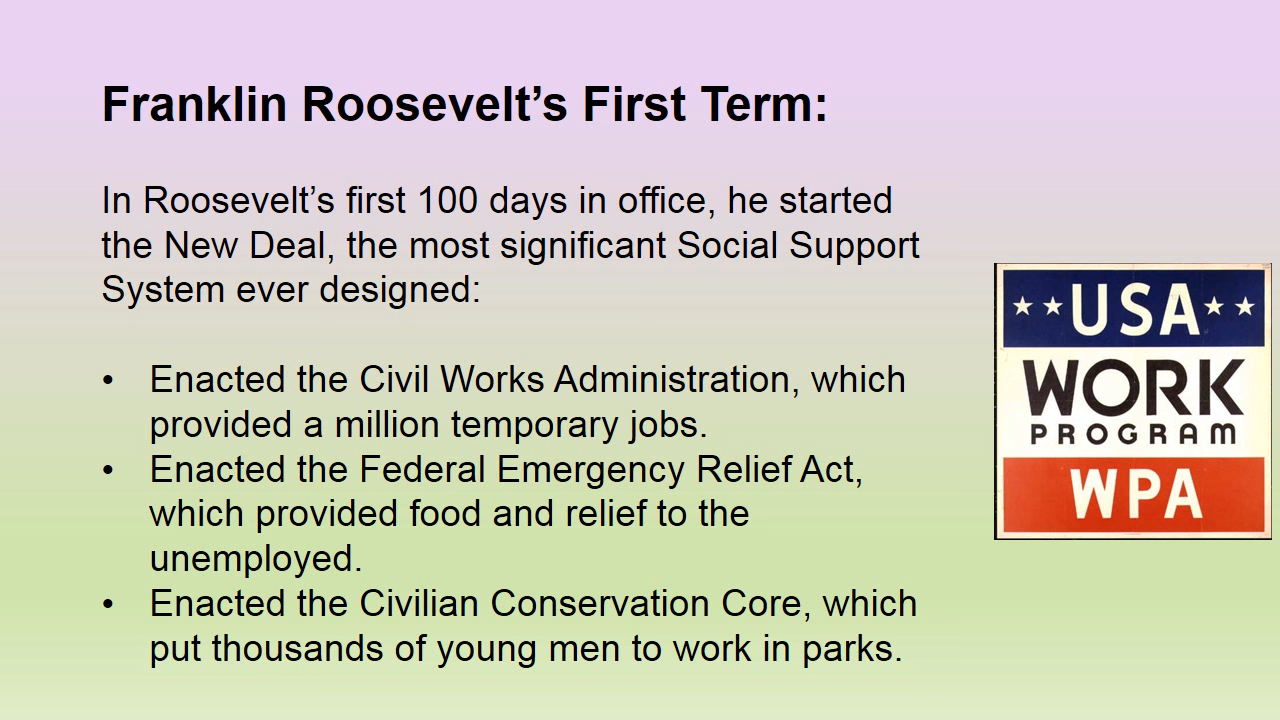 Franklin Roosevelt’s First Term:
In Roosevelt’s first 100 days in office, he started
the New Deal, the most significant Social Support
System ever designed:
• Enacted the Civil Works Administration, which
provided a million temporary jobs.
• Enacted the Federal Emergency Relief Act,
which provided food and relief to the
unemployed.
• Enacted the Civilian Conservation Core, which
put thousands of young men to work in parks.
USA
WORK
PROGRAM
WPA